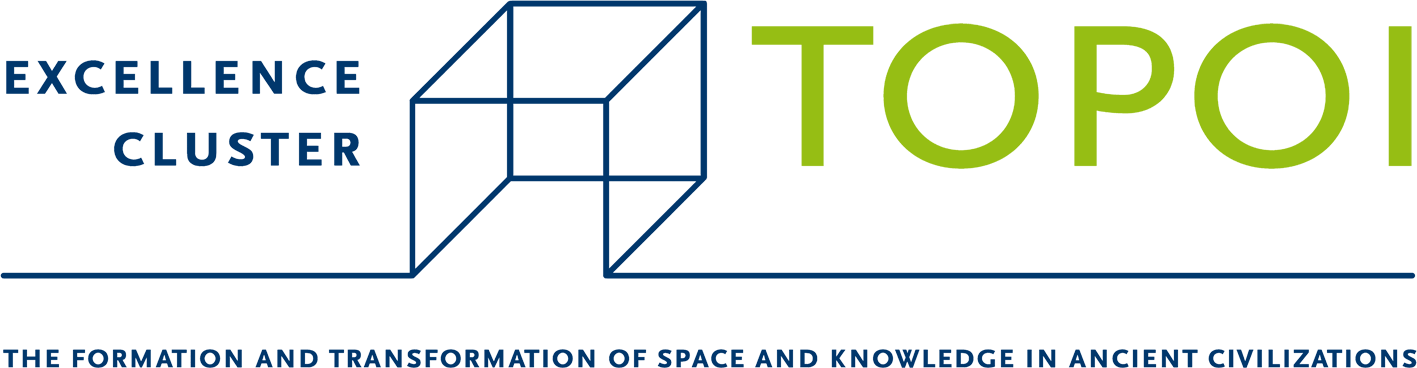 EXCELLENCE
CLUSTER
TOPOI
THE FORMATION AND TRANSFORMATION OF SPACE AND KNOWLEDGE IN ANCIENT CIVILIZATIONS